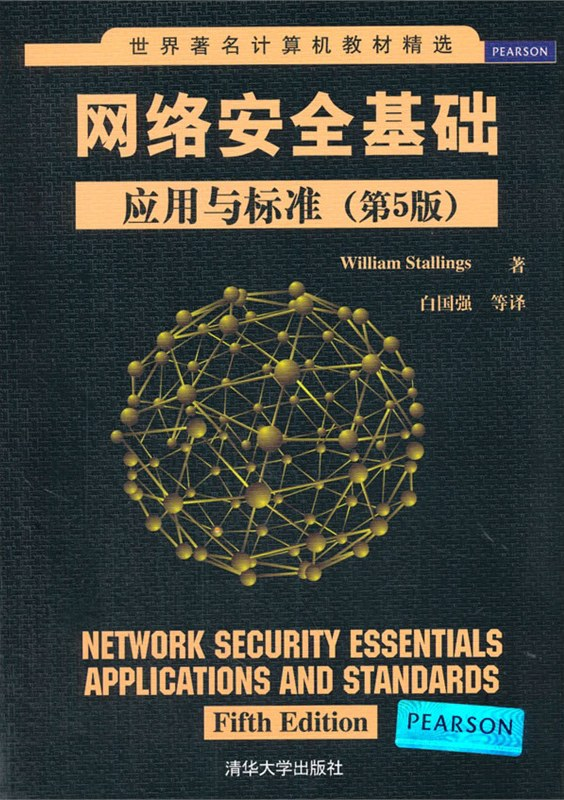 世界著名计算机教材精选
PEARSON
网络安全基础
应用与标准（第5版）
William Stallings 著
白国强 等译
NETWORK SECURITY ESSENTIALS
APPLICATIONS AND STANDARDS
Fifth Edition
PEARSON
清华大学出版社